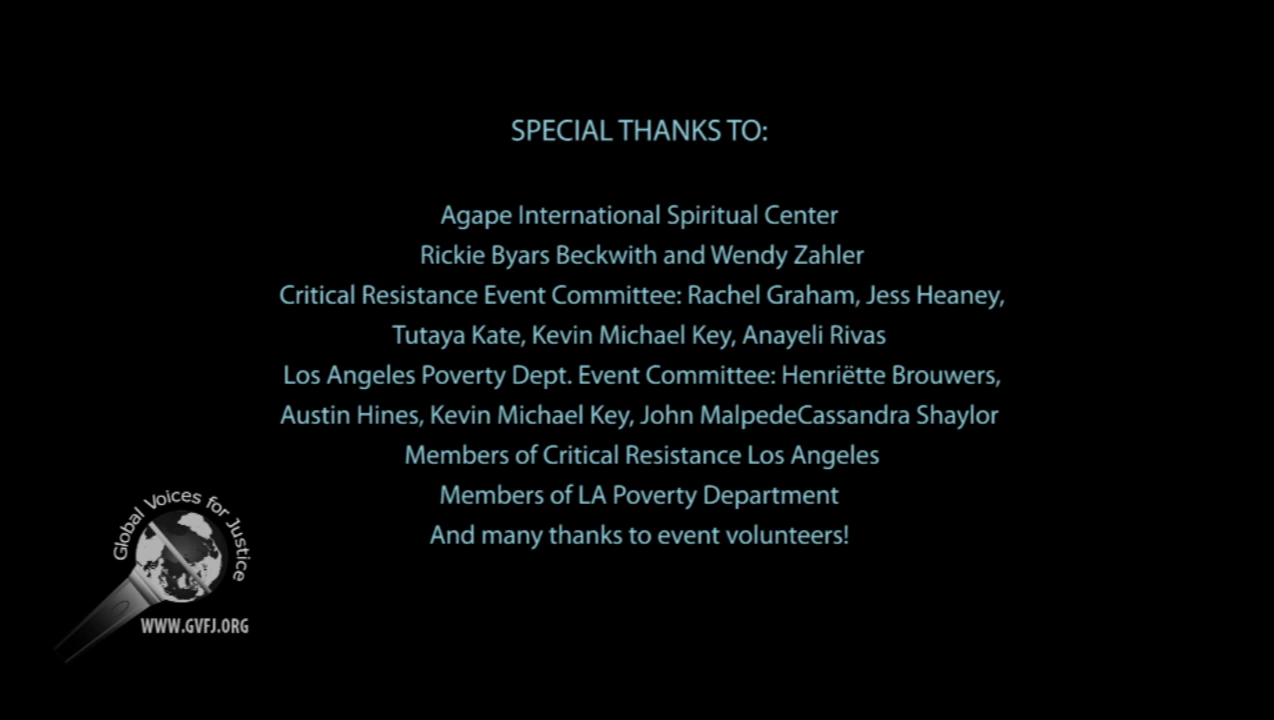 SPECIAL THANKS TO:
Agape International Spiritual Center
Rickie Byars Beckwith and Wendy Zahler
Critical Resistance Event Committee: Rachel Graham, Jess Heaney,
Tutaya Kate, Kevin Michael Key, Anayeli Rivas
Los Angeles Poverty Dept. Event Committee: Henriëtte Brouwers,
Austin Hines, Kevin Michael Key, John MalpedeCassandra Shaylor
Members of Critical Resistance Los Angeles
Members of LA Poverty Department
And many thanks to event volunteers!
Global Voices for Justice
WWW.GVFJ.ORG